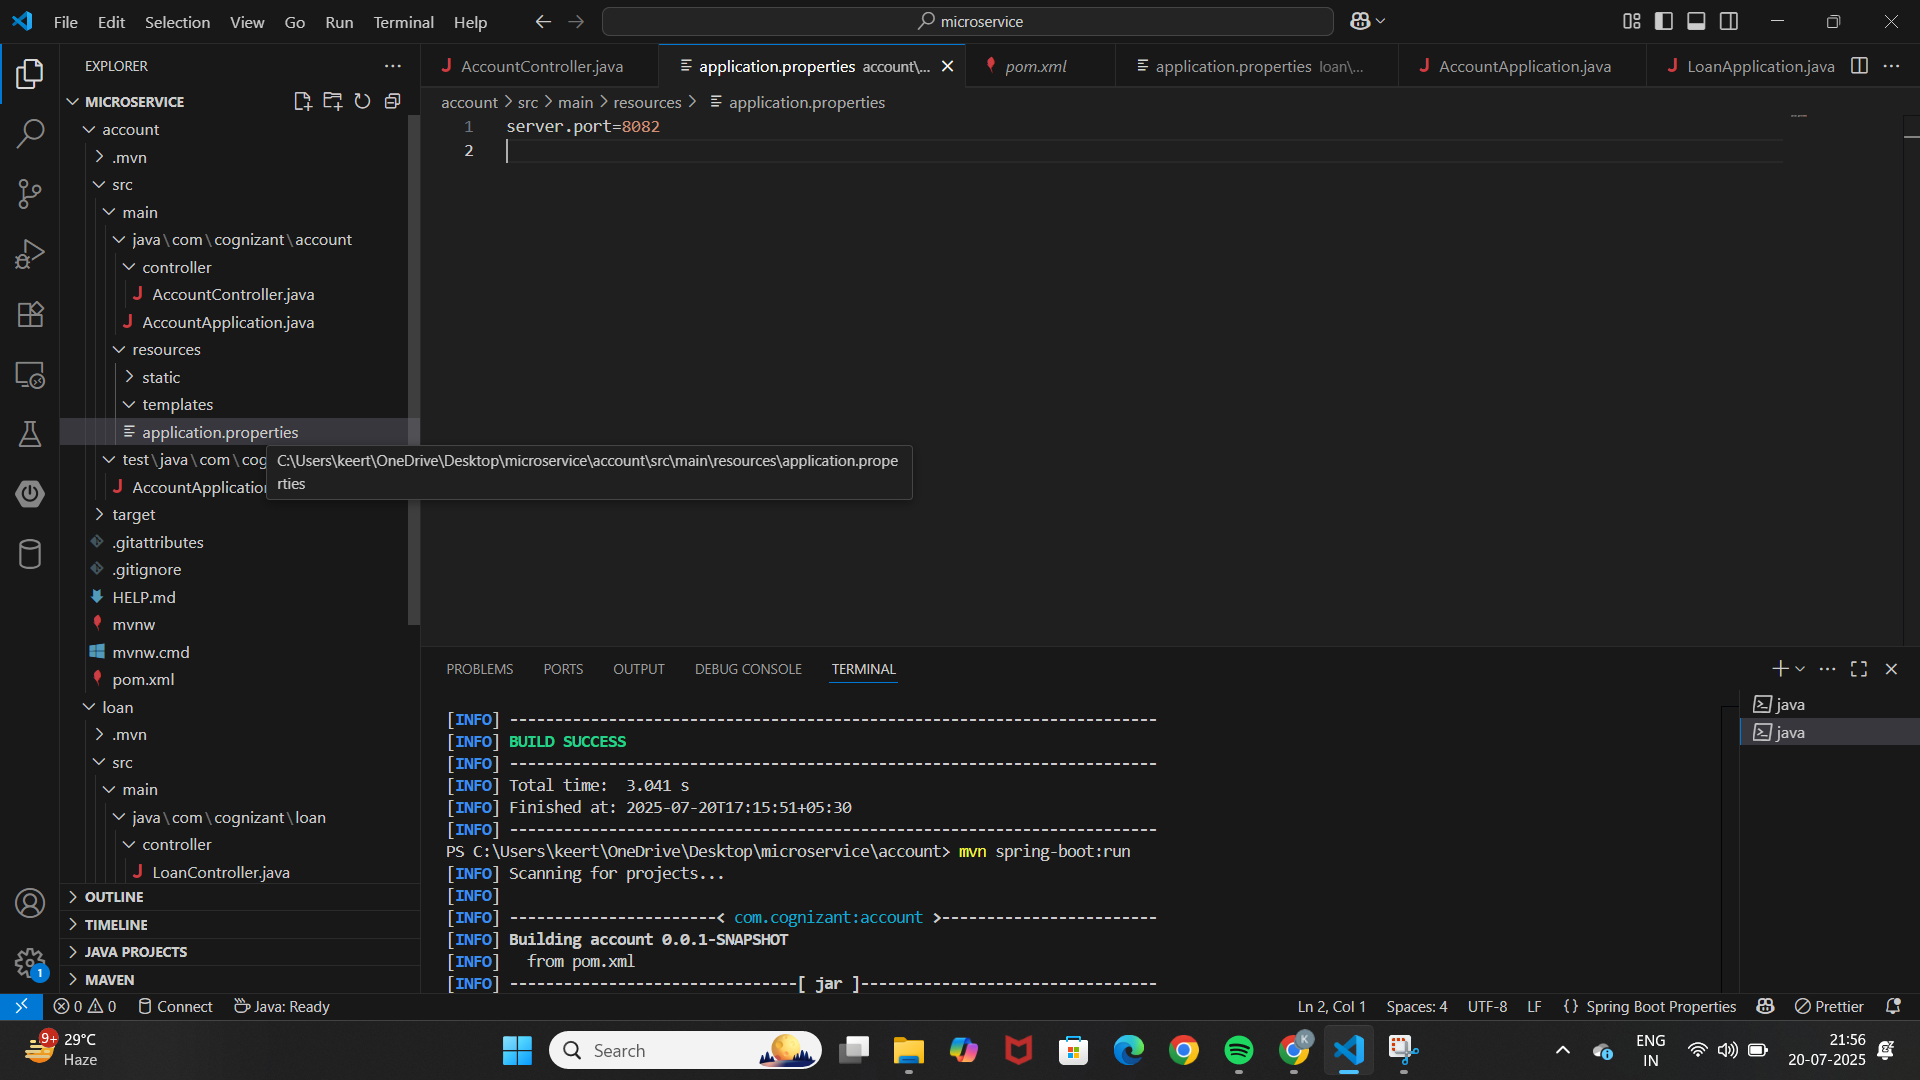 File Edit Selection View Go Run Terminal Help
microservice
EXPLORER
MICROSERVICE
account
.mvn
src
main
java\com\cognizant\account
controller
AccountController.java
AccountApplication.java
resources
static
templates
application.properties
test\java\com\cog
AccountApplication
target
.gitattributes
.gitignore
HELP.md
mvnw
mvnw.cmd
pom.xml
loan
.mvn
src
main
java\com\cognizant\loan
controller
LoanController.java
OUTLINE
TIMELINE
JAVA PROJECTS
MAVEN
1
AccountController.java
application.properties account\...
pom.xml
application.properties loan\...
AccountApplication.java
LoanApplication.java
account > src > main > resources > application.properties
1 server.port=8082
2
C:\Users\keert\OneDrive\Desktop\microservice\account\src\main\resources\application.prope
rties
PROBLEMS PORTS OUTPUT DEBUG CONSOLE TERMINAL
[INFO] ------------------------------------------------------------------------
[INFO] BUILD SUCCESS
[INFO] ------------------------------------------------------------------------
[INFO] Total time:  3.041 s
[INFO] Finished at: 2025-07-20T17:15:51+05:30
[INFO] ------------------------------------------------------------------------
PS C:\Users\keert\OneDrive\Desktop\microservice\account> mvn spring-boot:run
[INFO] Scanning for projects...
[INFO]
[INFO] -----------------------< com.cognizant:account >------------------------
[INFO] Building account 0.0.1-SNAPSHOT
[INFO]   from pom.xml
[INFO] --------------------------------[ jar ]---------------------------------
java
java
0 0 Connect Java: Ready
Ln 2, Col 1 Spaces: 4 UTF-8 LF {} Spring Boot Properties Prettier
9+
29°C
Haze
Search
K
ENG
IN
21:56
20-07-2025